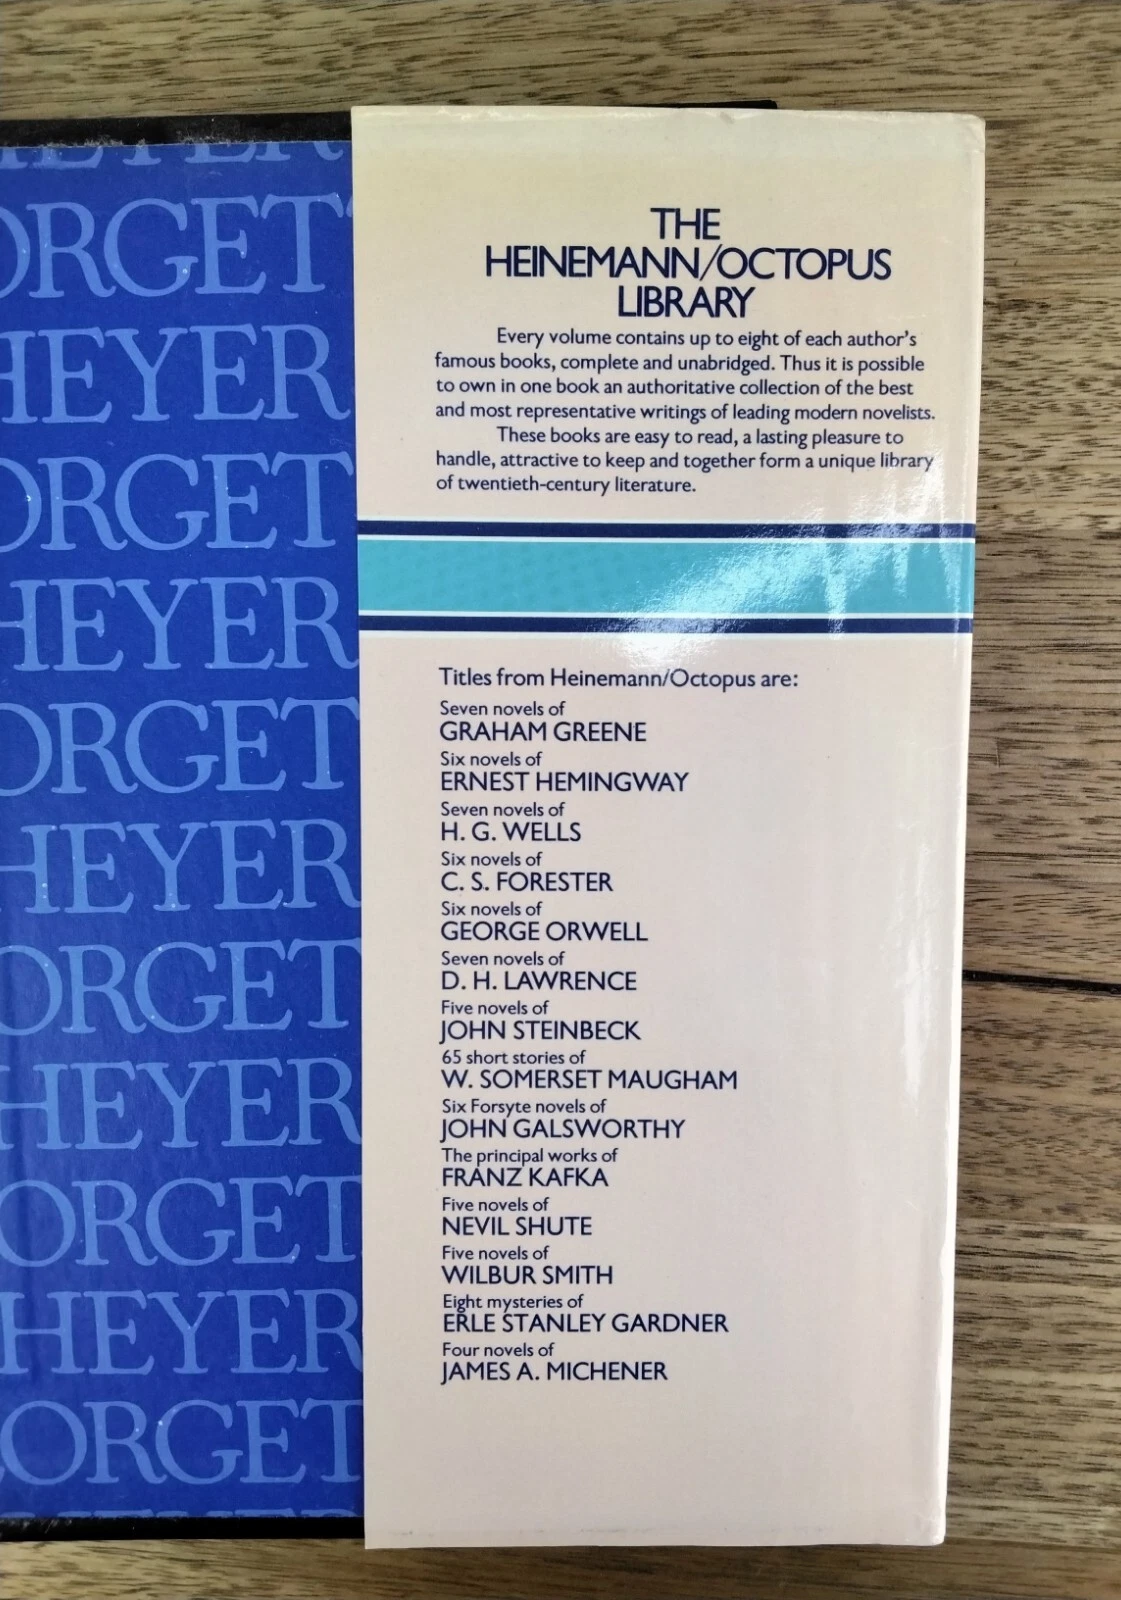 HEYER
ORGET
HEYER
ORGET
HEYER
ORGET
HEYER
ORGET
HEYER
ORGET
HEYER
ORGET
THE
HEINEMANN/OCTOPUS
LIBRARY
Every volume contains up to eight of each author's
famous books, complete and unabridged. Thus it is possible
to own in one book an authoritative collection of the best
and most representative writings of leading modern novelists.
These books are easy to read, a lasting pleasure to
handle, attractive to keep and together form a unique library
of twentieth-century literature.
Titles from Heinemann/Octopus are:
Seven novels of
GRAHAM GREENE
Six novels of
ERNEST HEMINGWAY
Seven novels of
H. G. WELLS
Six novels of
C. S. FORESTER
Six novels of
GEORGE ORWELL
Seven novels of
D. H. LAWRENCE
Five novels of
JOHN STEINBECK
65 short stories of
W. SOMERSET MAUGHAM
Six Forsyte novels of
JOHN GALSWORTHY
The principal works of
FRANZ KAFKA
Five novels of
NEVIL SHUTE
Five novels of
WILBUR SMITH
Eight mysteries of
ERLE STANLEY GARDNER
Four novels of
JAMES A. MICHENER